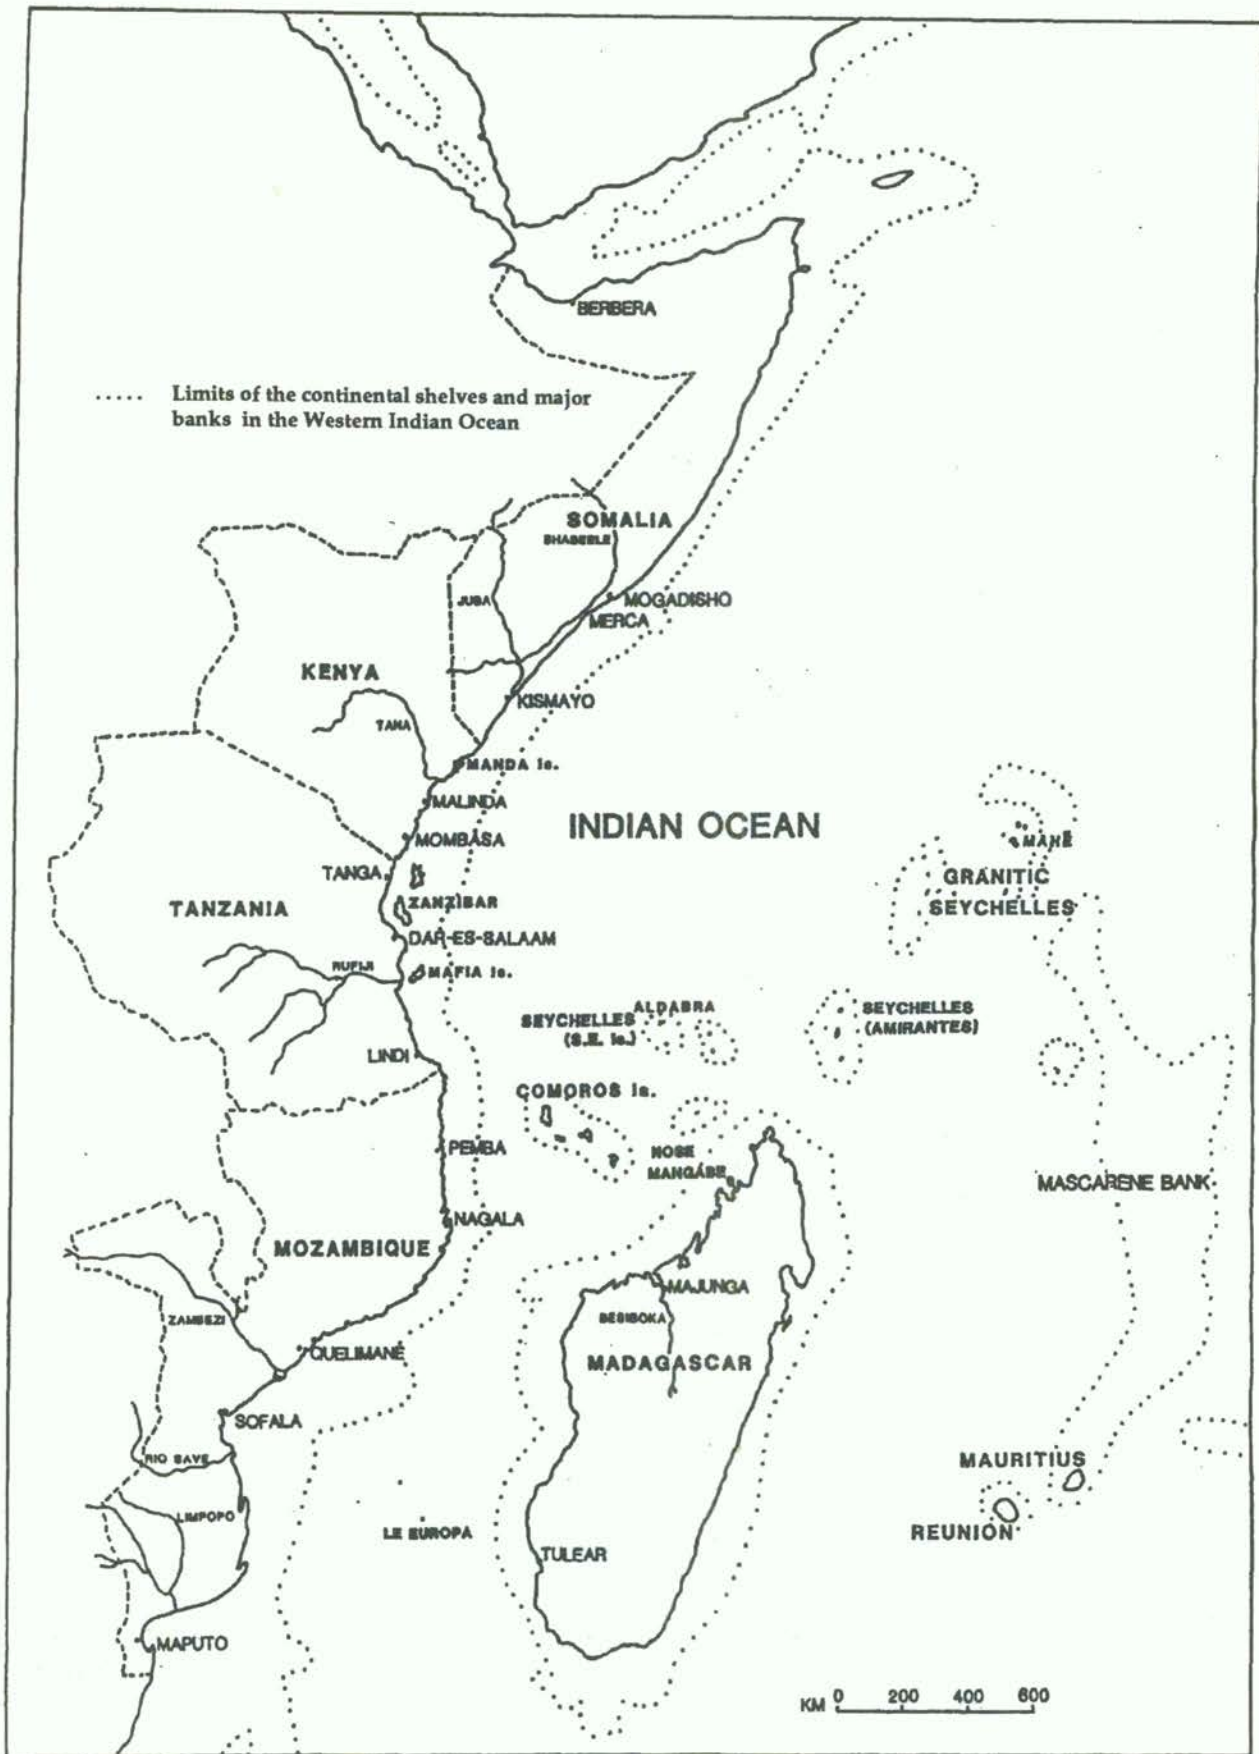 BERBERA
..... Limits of the continental shelves and major
banks in the Western Indian Ocean
SOMALIA
SHABEELE
JUBA
MOGADISHO
MERCA
KENYA
KISMAYO
TANA
MANDA Is.
MALINDA
INDIAN OCEAN
MOMBASA
MAHÉ
TANGA
GRANITIC
SEYCHELLES
ZANZIBAR
TANZANIA
DAR-ES-SALAAM
RUFIJI
MAFIA Is.
ALDABRA
SEYCHELLES
(S.E. Is.)
SEYCHELLES
(AMIRANTES)
LINDI
COMOROS Is.
PEMBA
NOSE
MANGABE
MASCARENE BANK
NAGALA
MOZAMBIQUE
MAJUNGA
ZAMBEZI
BESIBOKA
QUELIMANE
MADAGASCAR
SOFALA
RIO SAVE
MAURITIUS
LIMPOPO
LE EUROPA
REUNION
TULEAR
MAPUTO
KM 0 200 400 600